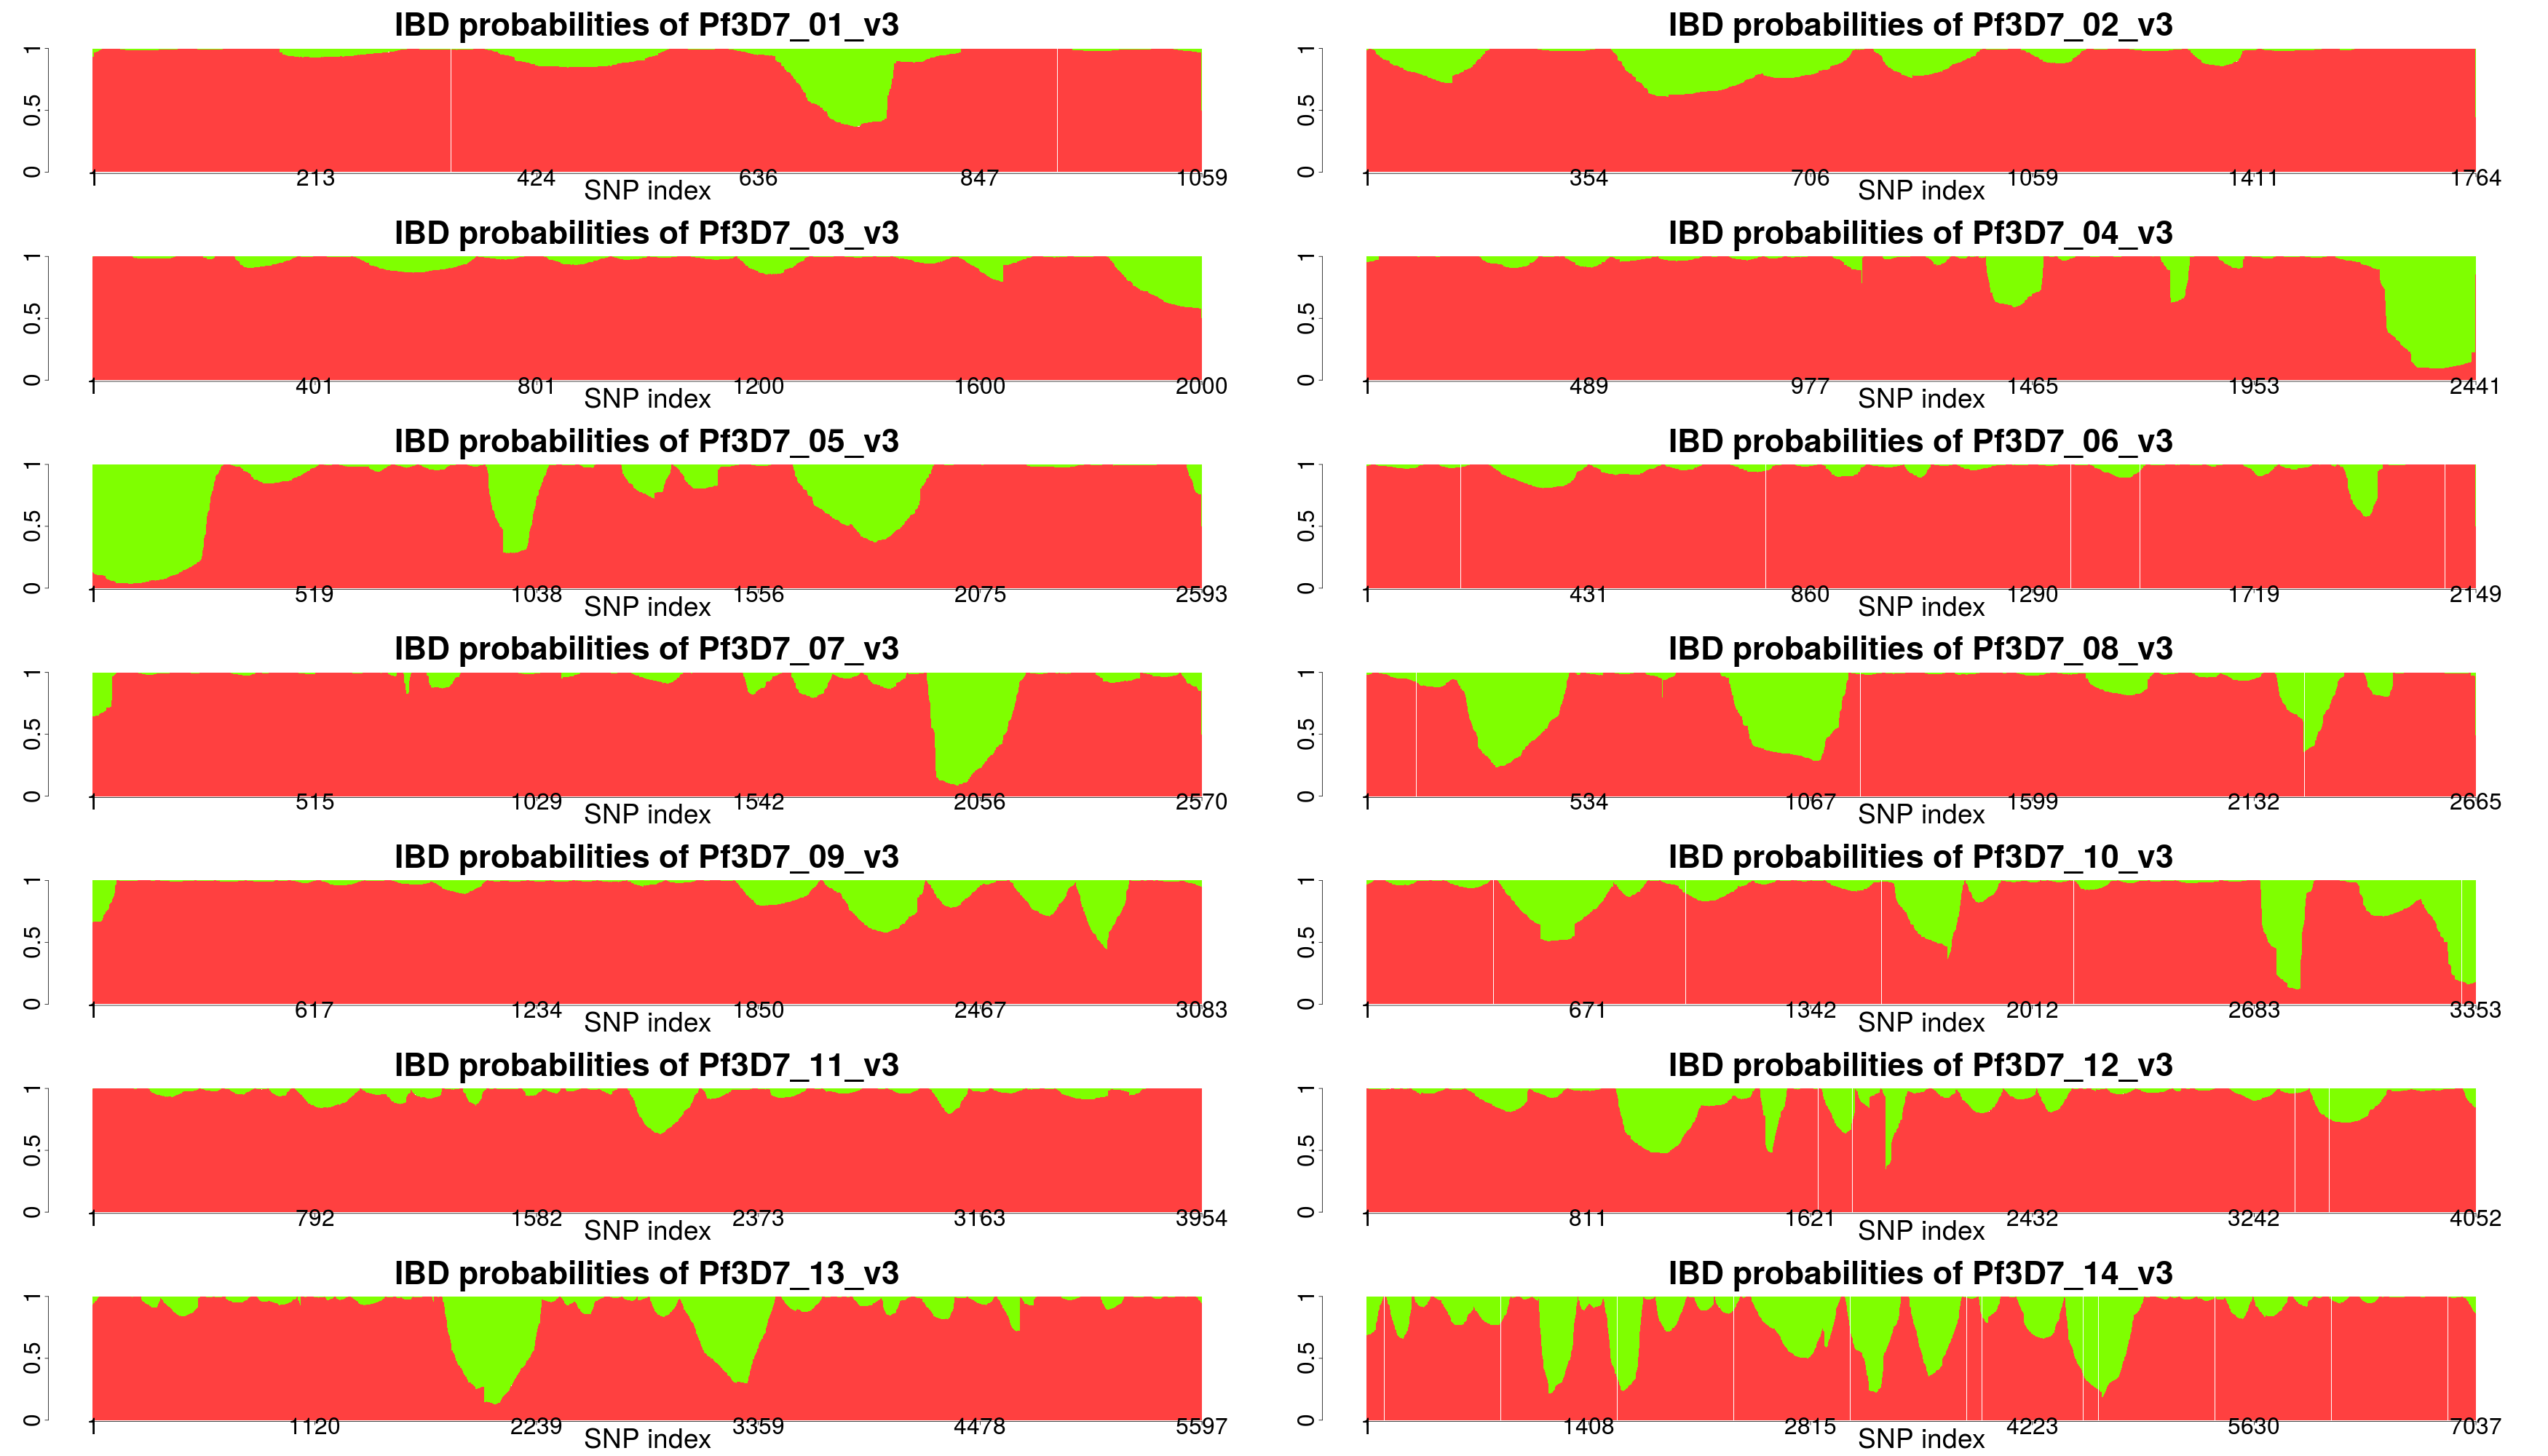 IBD probabilities of Pf3D7_01_v3
0 0.5 1
1 213 424 636 847 1059
SNP index
IBD probabilities of Pf3D7_02_v3
0 0.5 1
1 354 706 1059 1411 1764
SNP index
IBD probabilities of Pf3D7_03_v3
0 0.5 1
1 401 801 1200 1600 2000
SNP index
IBD probabilities of Pf3D7_04_v3
0 0.5 1
1 489 977 1465 1953 2441
SNP index
IBD probabilities of Pf3D7_05_v3
0 0.5 1
1 519 1038 1556 2075 2593
SNP index
IBD probabilities of Pf3D7_06_v3
0 0.5 1
1 431 860 1290 1719 2149
SNP index
IBD probabilities of Pf3D7_07_v3
0 0.5 1
1 515 1029 1542 2056 2570
SNP index
IBD probabilities of Pf3D7_08_v3
0 0.5 1
1 534 1067 1599 2132 2665
SNP index
IBD probabilities of Pf3D7_09_v3
0 0.5 1
1 617 1234 1850 2467 3083
SNP index
IBD probabilities of Pf3D7_10_v3
0 0.5 1
1 671 1342 2012 2683 3353
SNP index
IBD probabilities of Pf3D7_11_v3
0 0.5 1
1 792 1582 2373 3163 3954
SNP index
IBD probabilities of Pf3D7_12_v3
0 0.5 1
1 811 1621 2432 3242 4052
SNP index
IBD probabilities of Pf3D7_13_v3
0 0.5 1
1 1120 2239 3359 4478 5597
SNP index
IBD probabilities of Pf3D7_14_v3
0 0.5 1
1 1408 2815 4223 5630 7037
SNP index